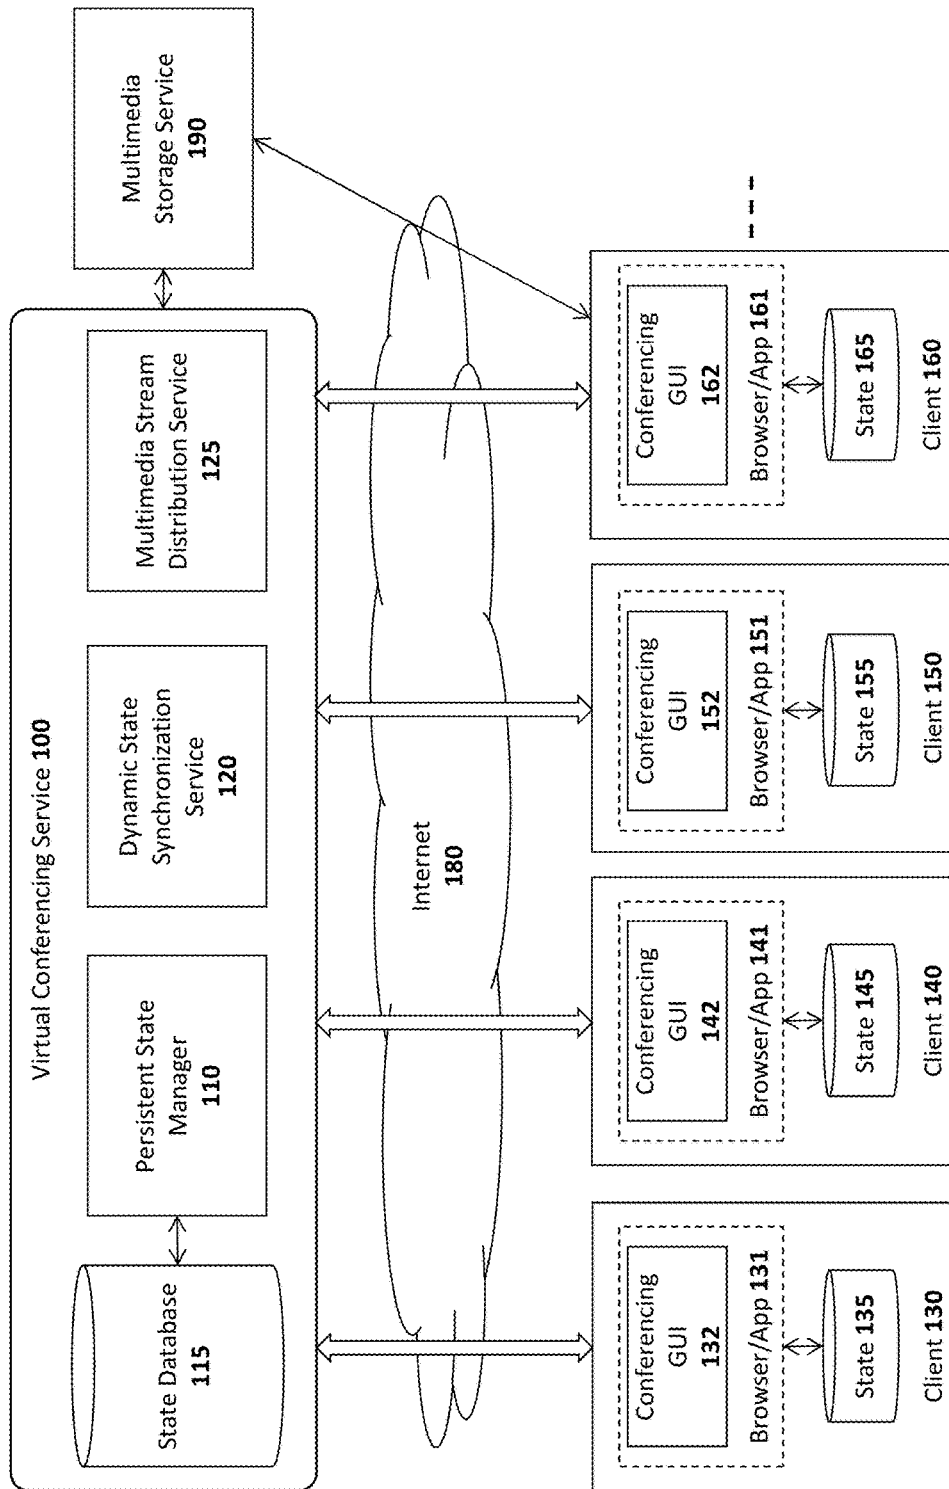 Virtual Conferencing Service 100
State Database
115
Persistent State
Manager
110
Dynamic State
Synchronization
Service
120
Multimedia Stream
Distribution Service
125
Multimedia
Storage Service
190
Internet
180
Conferencing
GUI
132
Browser/App 131
State 135
Client 130
Conferencing
GUI
142
Browser/App 141
State 145
Client 140
Conferencing
GUI
152
Browser/App 151
State 155
Client 150
Conferencing
GUI
162
Browser/App 161
State 165
Client 160